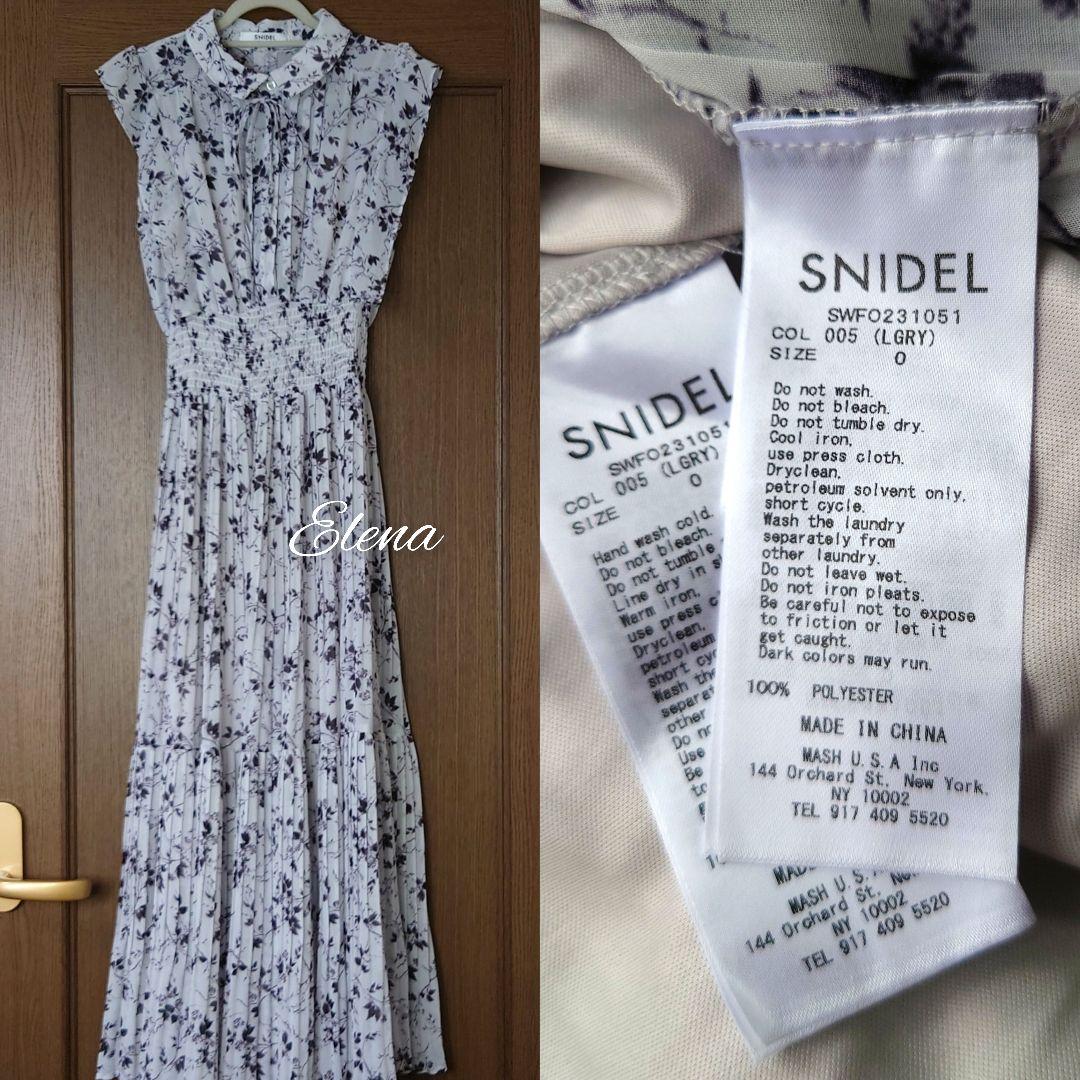 SNIDEL
Elena
SNIDEL
SWFO231051
COL 005 (LGRY)
SIZE O
Do not wash.
Do not bleach.
Do not tumble dry.
Cool iron,
use press cloth.
Dryclean.
petroleum solvent only.
short cycle.
Wash the laundry
separately from
other laundry.
Do not leave wet.
Do not iron pleats.
Be careful not to expose
to friction or let it
get caught.
Dark colors may run.
100% POLYESTER
MADE IN CHINA
MASH U.S.A Inc
144 Orchard St. New York.
NY 10002
TEL 917 409 5520
SNIDEL
SWFO231051
COL 005 (LGRY)
SIZE O
Hand wash cold.
Do not bleach.
Do not tumble
Line dry in
Warm iron,
use press
Dryclean.
petroleum
short
Wash the
other
Use
Be
to
MASH U.S.
144 Orchard St.
NY 10002
TEL 917 409 5520